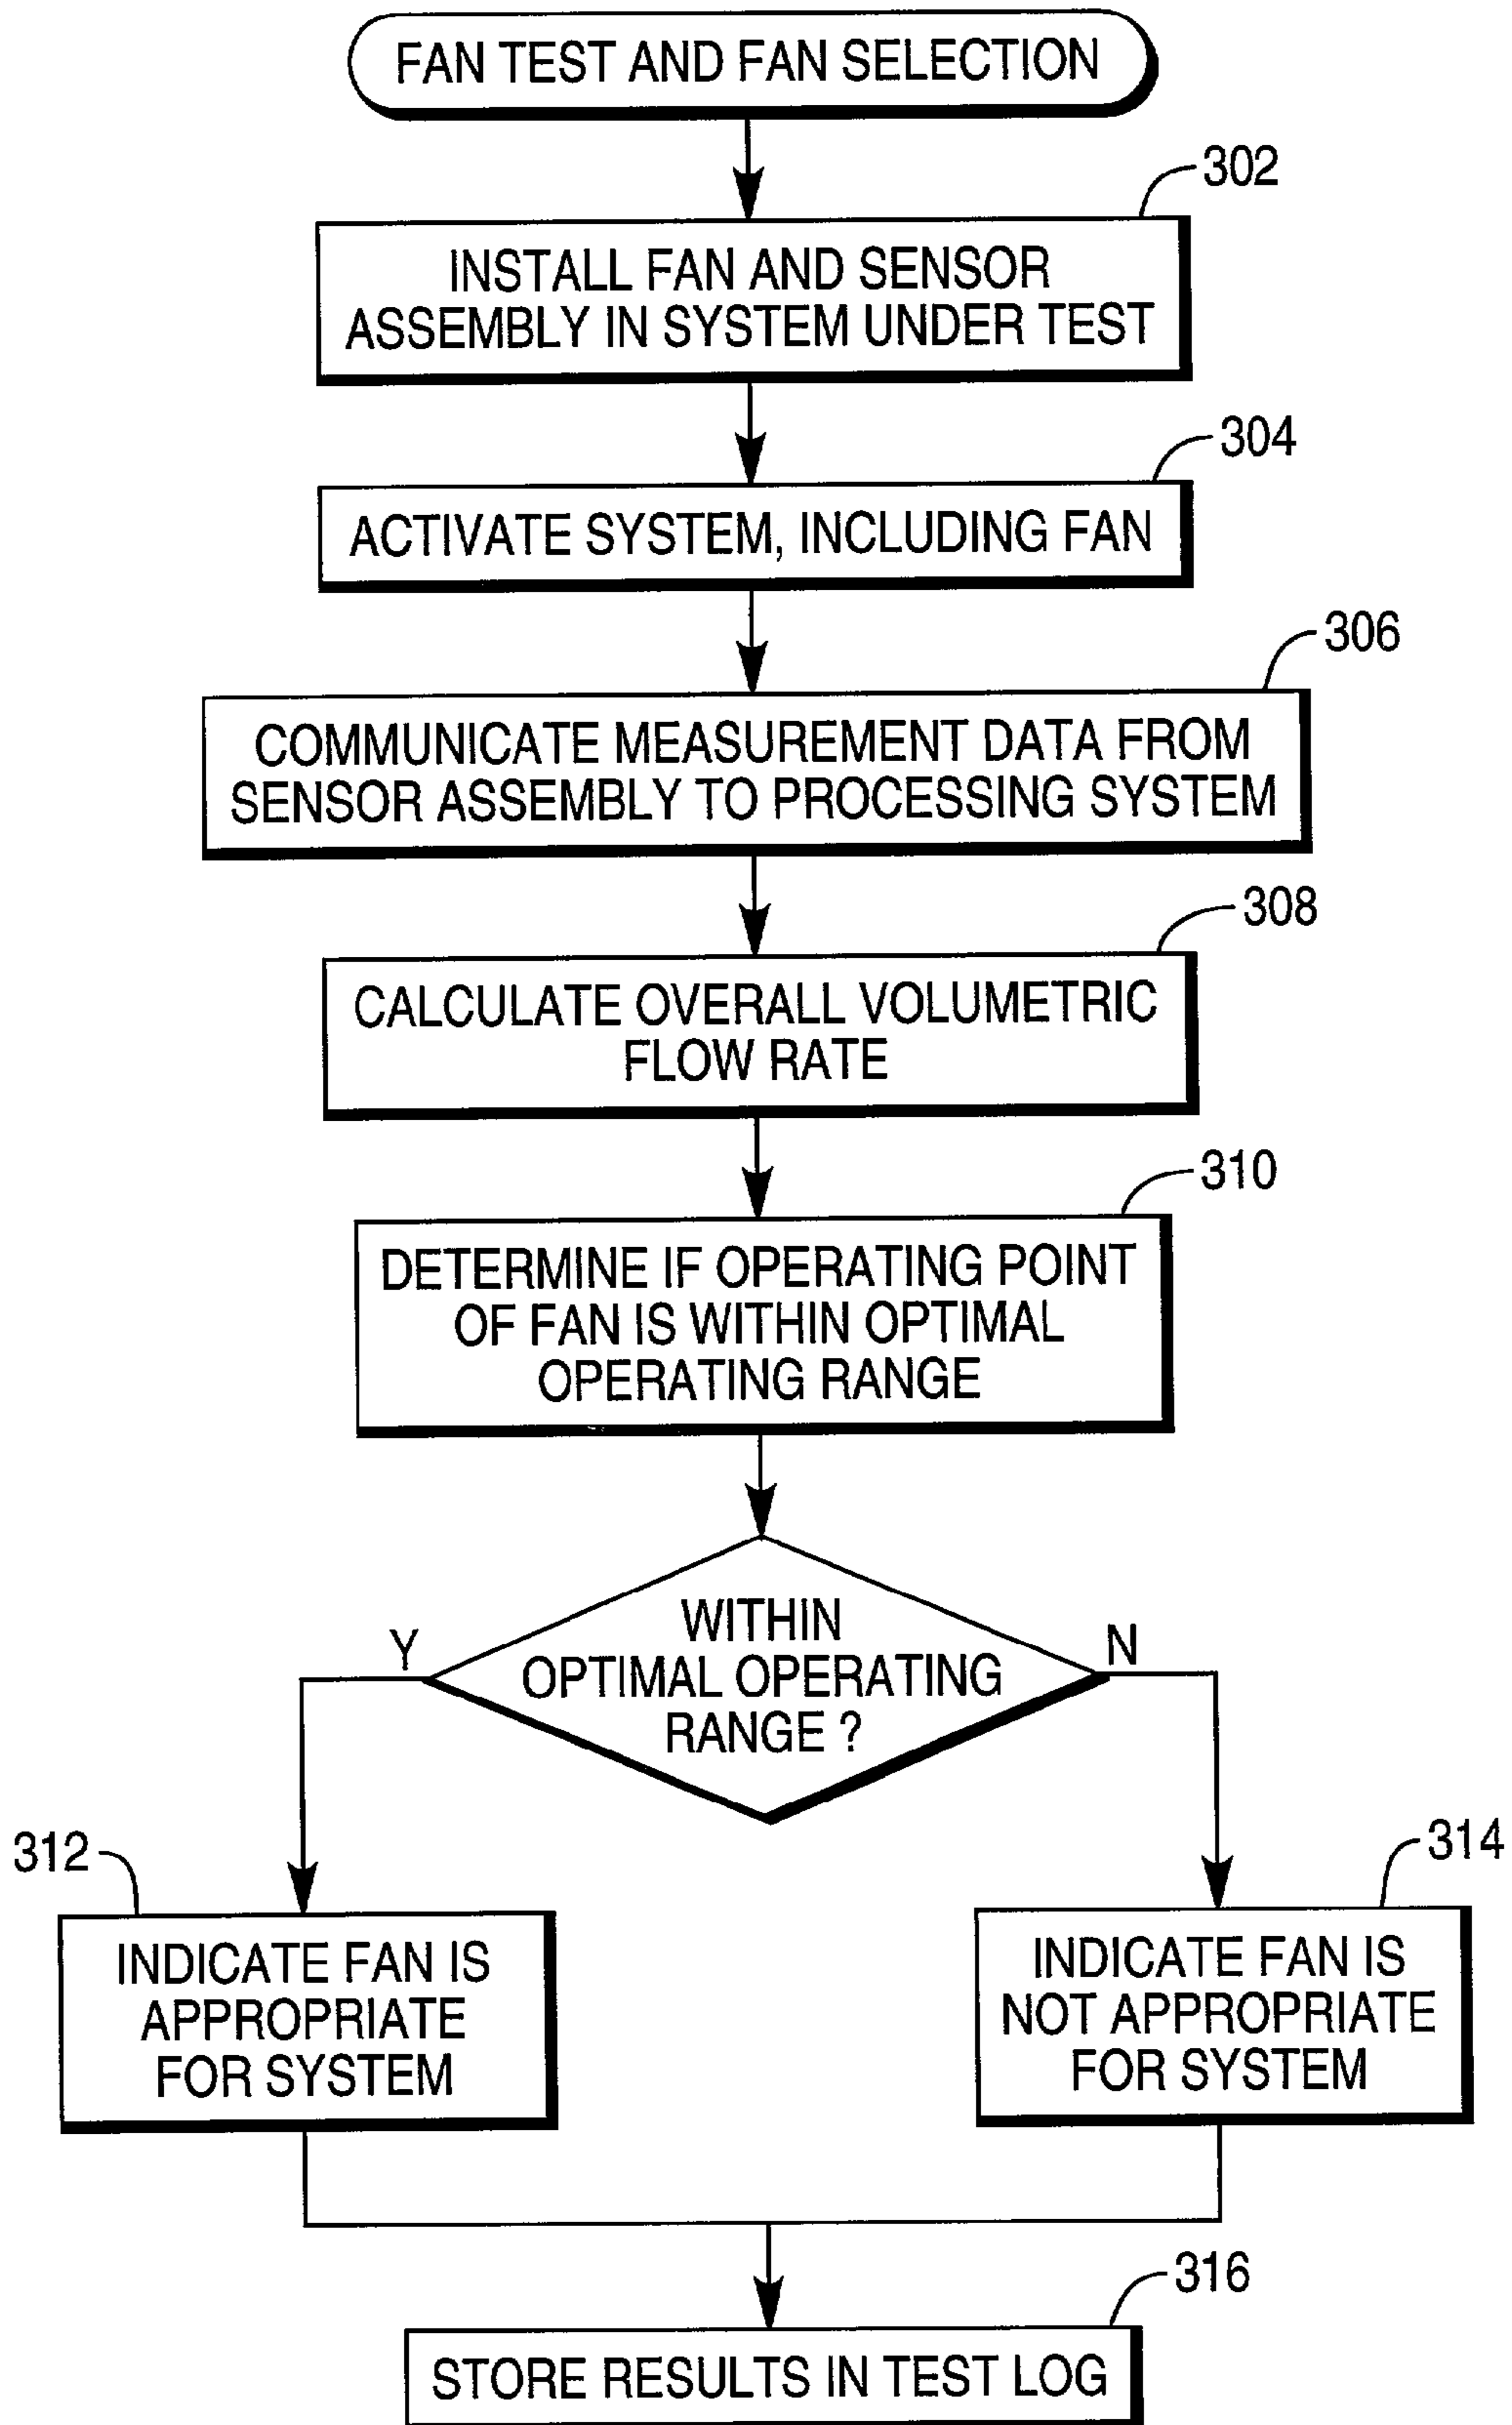 FAN TEST AND FAN SELECTION
302
INSTALL FAN AND SENSOR
ASSEMBLY IN SYSTEM UNDER TEST
304
ACTIVATE SYSTEM, INCLUDING FAN
306
COMMUNICATE MEASUREMENT DATA FROM
SENSOR ASSEMBLY TO PROCESSING SYSTEM
308
CALCULATE OVERALL VOLUMETRIC
FLOW RATE
310
DETERMINE IF OPERATING POINT
OF FAN IS WITHIN OPTIMAL
OPERATING RANGE
WITHIN
OPTIMAL OPERATING
RANGE ?
Y
N
312
INDICATE FAN IS
APPROPRIATE
FOR SYSTEM
314
INDICATE FAN IS
NOT APPROPRIATE
FOR SYSTEM
316
STORE RESULTS IN TEST LOG